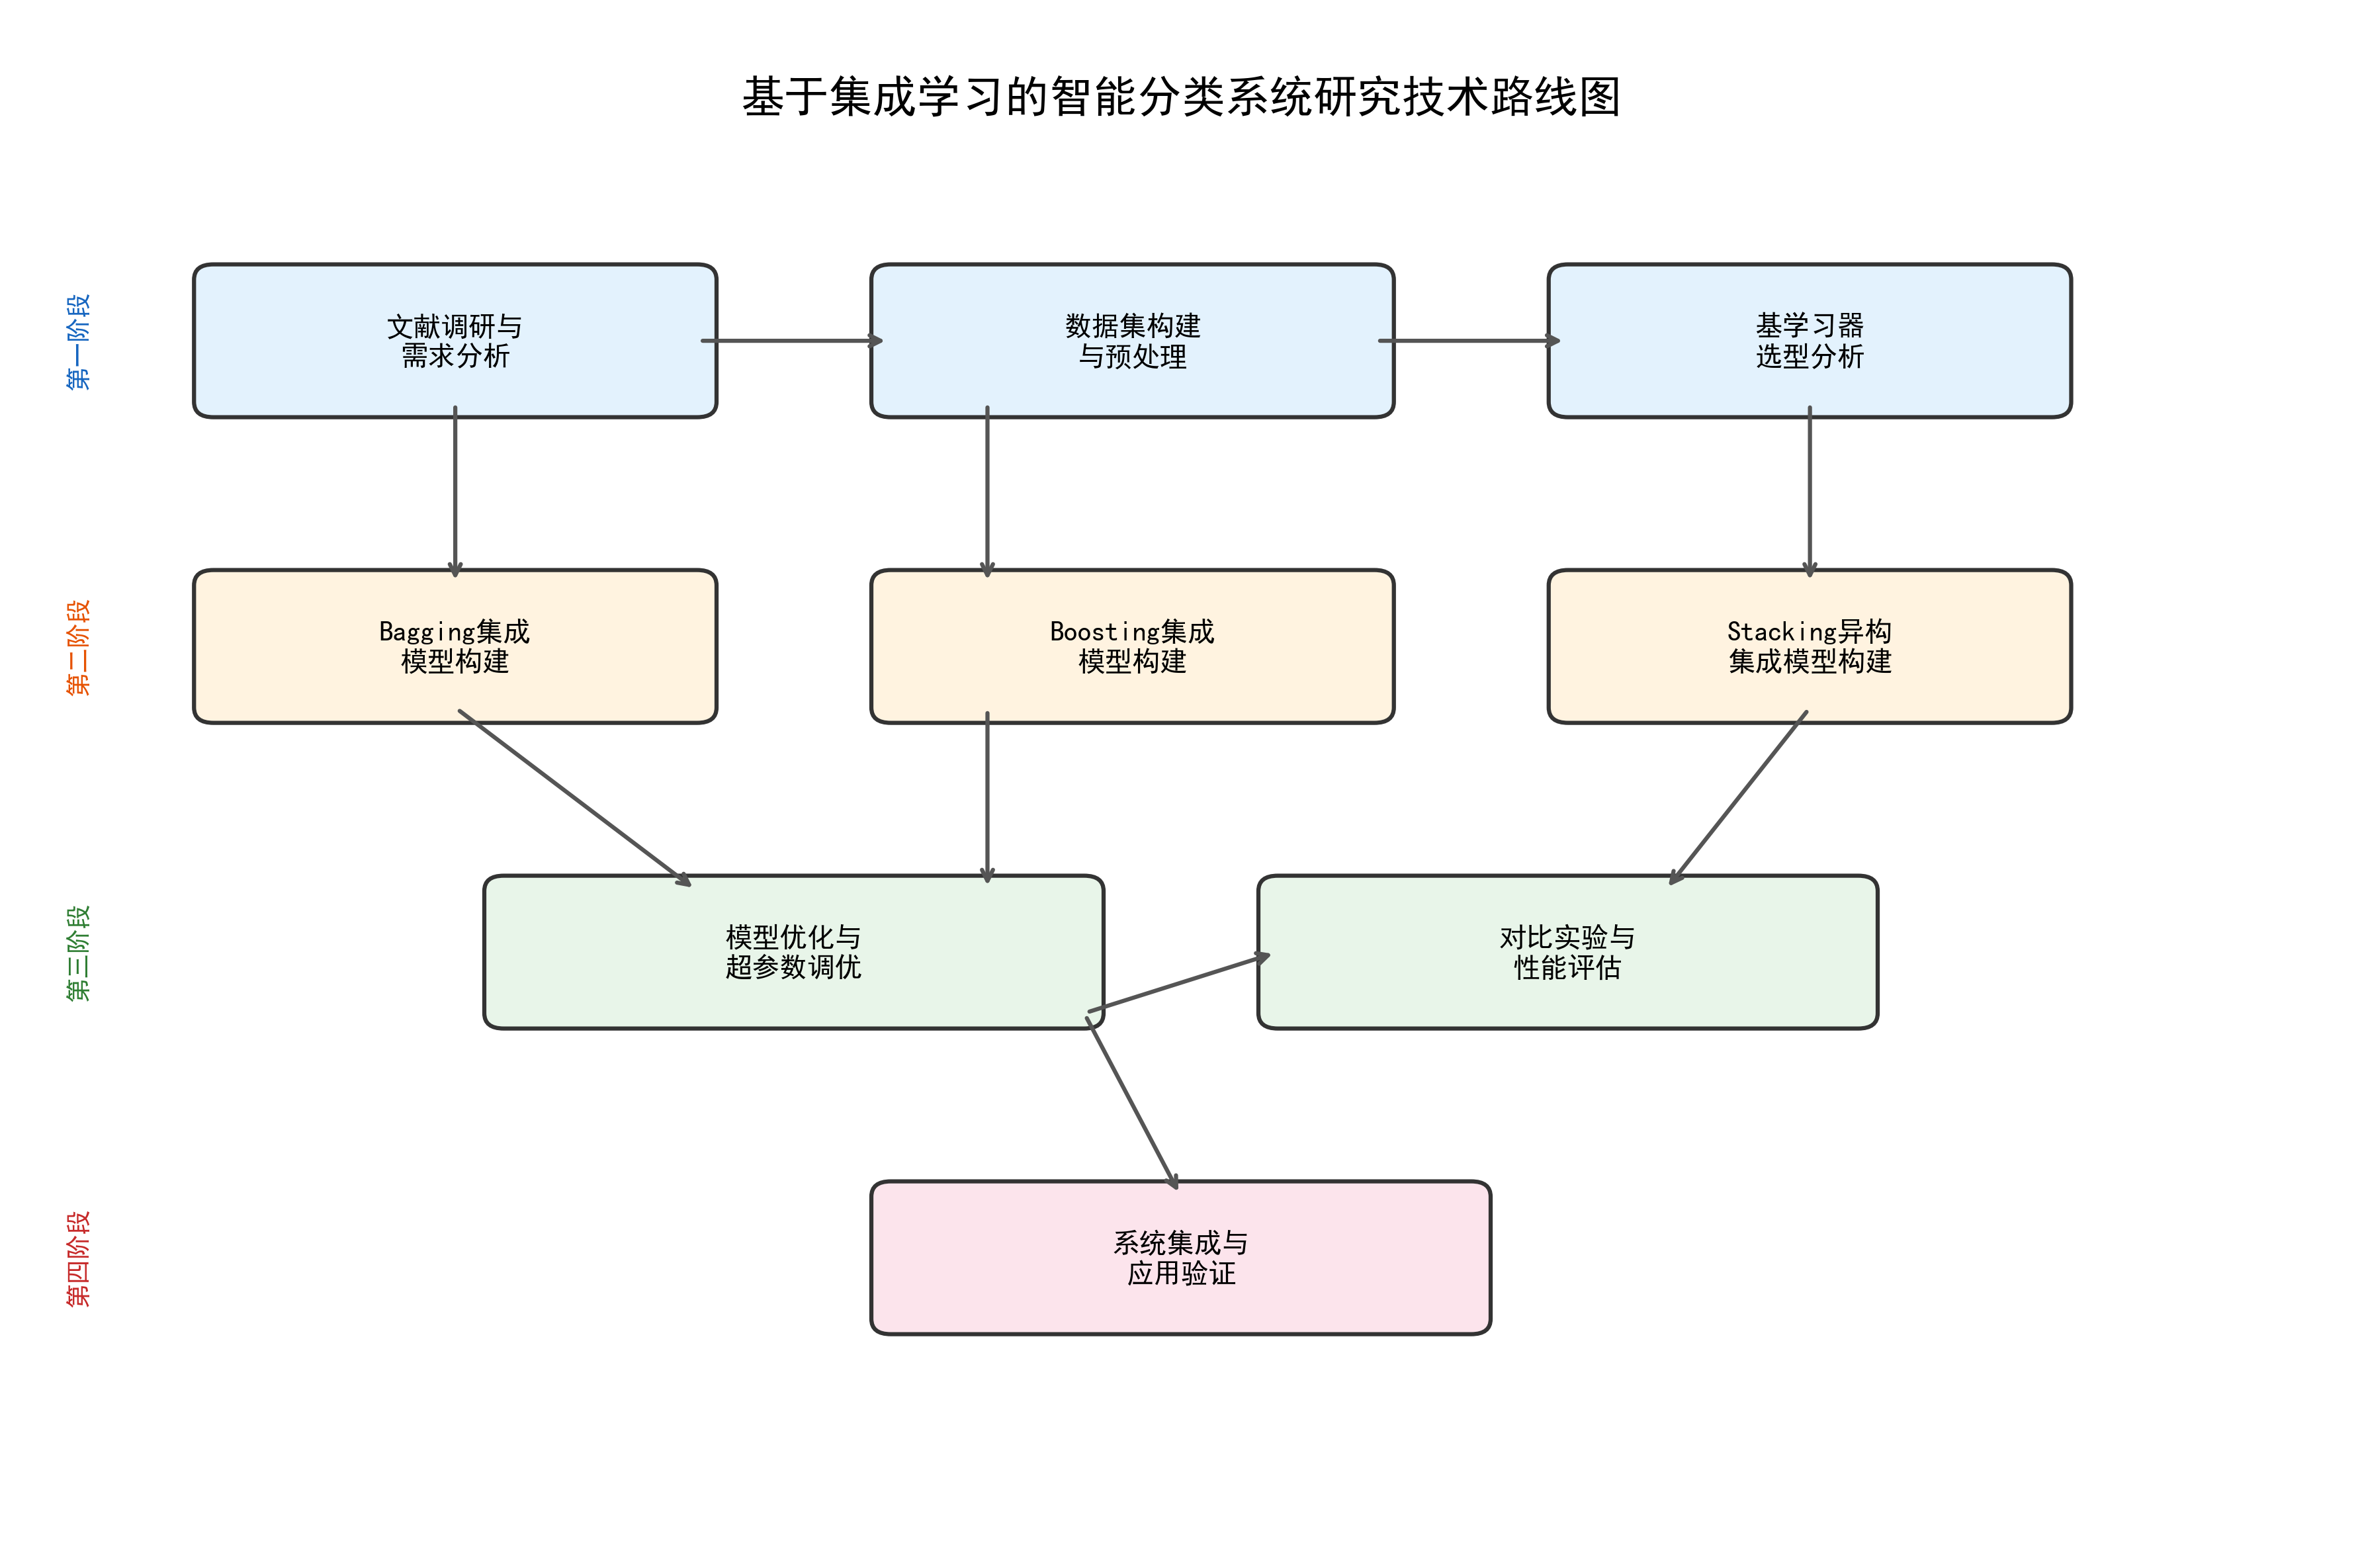 基于集成学习的智能分类系统研究技术路线图
第一阶段
文献调研与
需求分析
数据集构建
与预处理
基学习器
选型分析
第二阶段
Bagging集成
模型构建
Boosting集成
模型构建
Stacking异构
集成模型构建
第三阶段
模型优化与
超参数调优
对比实验与
性能评估
第四阶段
系统集成与
应用验证